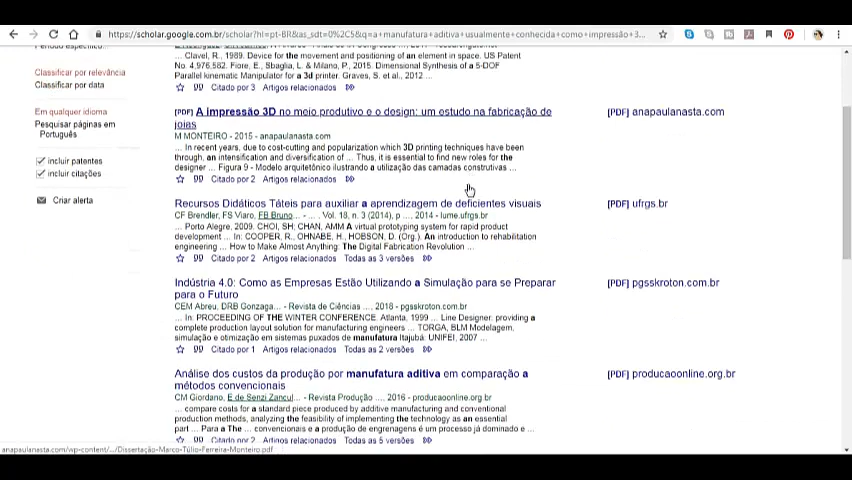 https://scholar.google.com.br/scholar?hl=pt-BR&as_sdt=0%2C5&q=a+manufatura+aditiva+usualmente+conhecida+como+impressão+3...
Período específico...
Classificar por relevância
Classificar por data
Em qualquer idioma
Pesquisar páginas em
Português
incluir patentes
incluir citações
Criar alerta
... Clavel, R., 1989. Device for the movement and positioning of an element in space. US Patent
No. 4,976,582. Fiore, E., Sbaglia, L. & Milano, P., 2015. Dimensional Synthesis of a 5-DOF
Parallel kinematic Manipulator for a 3d printer. Graves, S. et al., 2012 ...
Citado por 3 Artigos relacionados
[PDF] A impressão 3D no meio produtivo e o design: um estudo na fabricação de
joias
[PDF] anapaulanasta.com
M MONTEIRO - 2015 - anapaulanasta.com
... In recent years, due to cost-cutting and popularization which 3D printing techniques have been
through, an intensification and diversification of ... Thus, it is essential to find new roles for the
designer ... Figura 9 - Modelo arquitetônico ilustrando a utilização das camadas construtivas ...
Citado por 2 Artigos relacionados
Recursos Didáticos Táteis para auxiliar a aprendizagem de deficientes visuais
[PDF] ufrgs.br
CF Brendler, FS Viaro, FB Bruno... - ... . Vol. 18, n. 3 (2014), p ..., 2014 - lume.ufrgs.br
... Porto Alegre, 2009. CHOI, SH; CHAN, AMM A virtual prototyping system for rapid product
development ... In: COOPER, R., OHNABE, H., HOBSON, D. (Org.). An introduction to rehabilitation
engineering ... How to Make Almost Anything: The Digital Fabrication Revolution ...
Citado por 2 Artigos relacionados Todas as 3 versões
Indústria 4.0: Como as Empresas Estão Utilizando a Simulação para se Preparar
para o Futuro
[PDF] pgsskroton.com.br
CEM Abreu, DRB Gonzaga... - Revista de Ciências ..., 2018 - pgsskroton.com.br
... In: PROCEEDING OF THE WINTER CONFERENCE. Atlanta, 1999 ... Line Designer: providing a
complete production layout solution for manufacturing engineers ... TORGA, BLM Modelagem,
simulação e otimização em sistemas puxados de manufatura Itajubá: UNIFEI, 2007 ...
Citado por 1 Artigos relacionados Todas as 2 versões
Análise dos custos da produção por manufatura aditiva em comparação a
métodos convencionais
[PDF] producaoonline.org.br
CM Giordano, E de Senzi Zancul... - Revista Produção ..., 2016 - producaoonline.org.br
... compare costs for a standard piece produced by additive manufacturing and conventional
production methods, analyzing the feasibility of implementing the technology as an essential
part ... Para a The ... convencionais e a produção de engrenagens é um processo já dominado e ...
Citado por 2 Artigos relacionados Todas as 5 versões
anapaulanasta.com/wp-content/.../Dissertação-Marco-Túlio-Ferreira-Monteiro.pdf